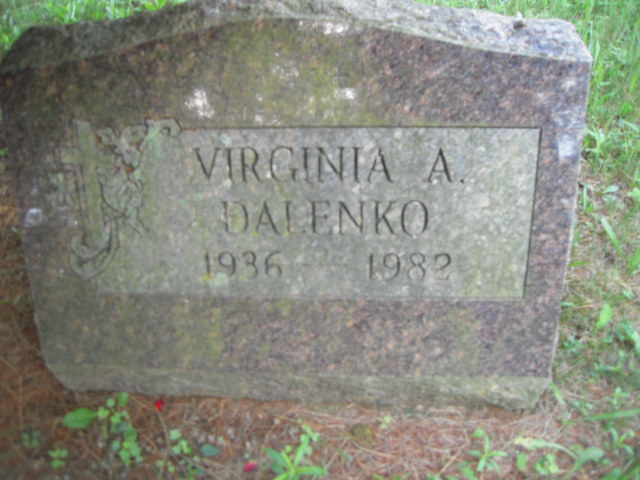 VIRGINIA A.
DALENKO
1936 — 1982